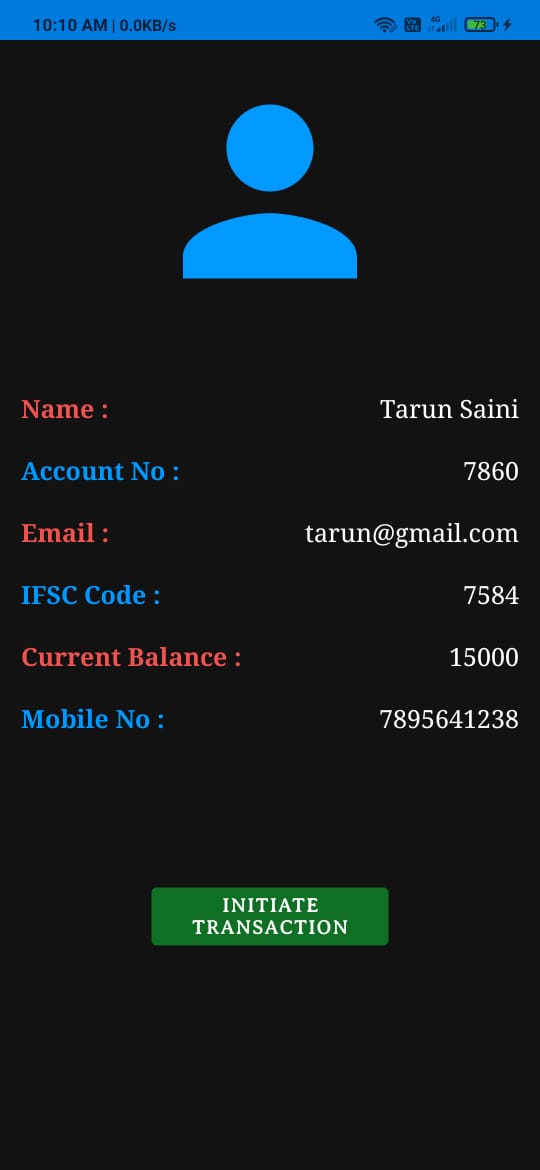 10:10 AM | 0.0KB/s
Vo
LTE
4G
73
Name :
Tarun Saini
Account No :
7860
Email :
tarun@gmail.com
IFSC Code :
7584
Current Balance :
15000
Mobile No :
7895641238
INITIATE
TRANSACTION